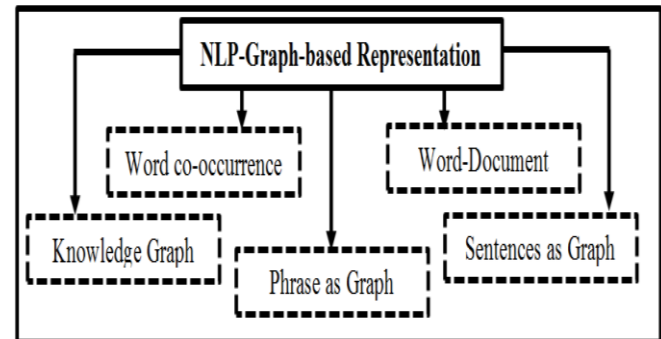 NLP-Graph-based Representation
Word co-occurrence
Word-Document
Knowledge Graph
Phrase as Graph
Sentences as Graph